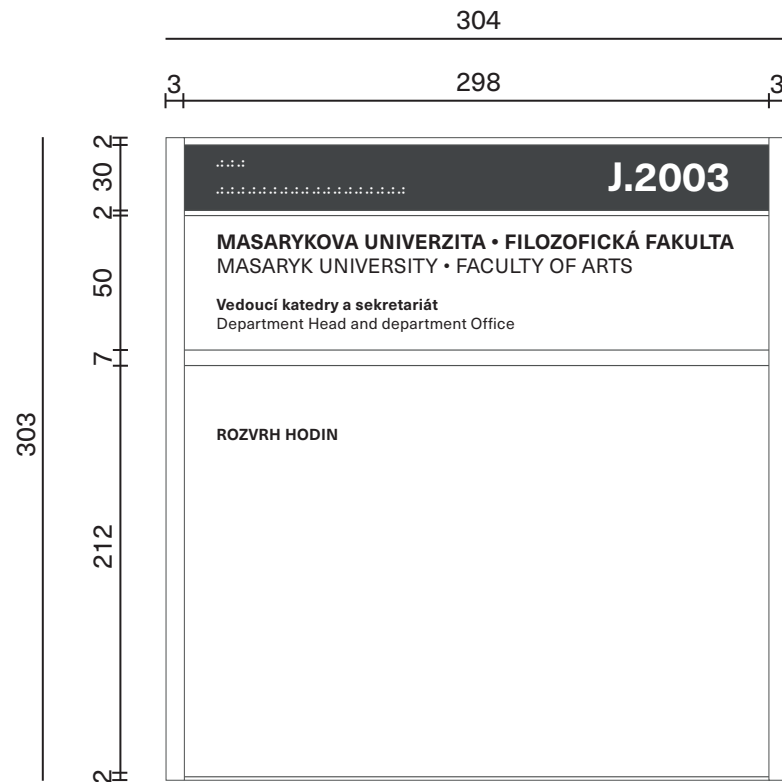 304
3
298
3
2
30
2
50
7
303
212
2
J.2003
MASARYKOVA UNIVERZITA • FILOZOFICKÁ FAKULTA
MASARYK UNIVERSITY • FACULTY OF ARTS
Vedoucí katedry a sekretariát
Department Head and department Office
ROZVRH HODIN